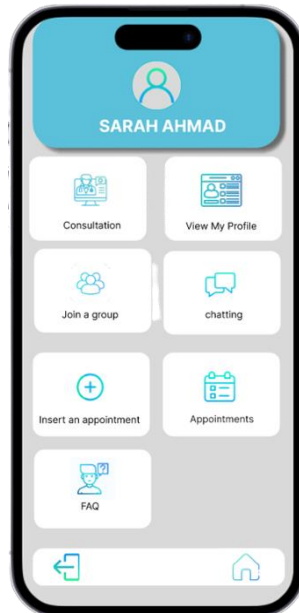 SARAH AHMAD
Consultation
View My Profile
Join a group
chatting
Insert an appointment
Appointments
FAQ